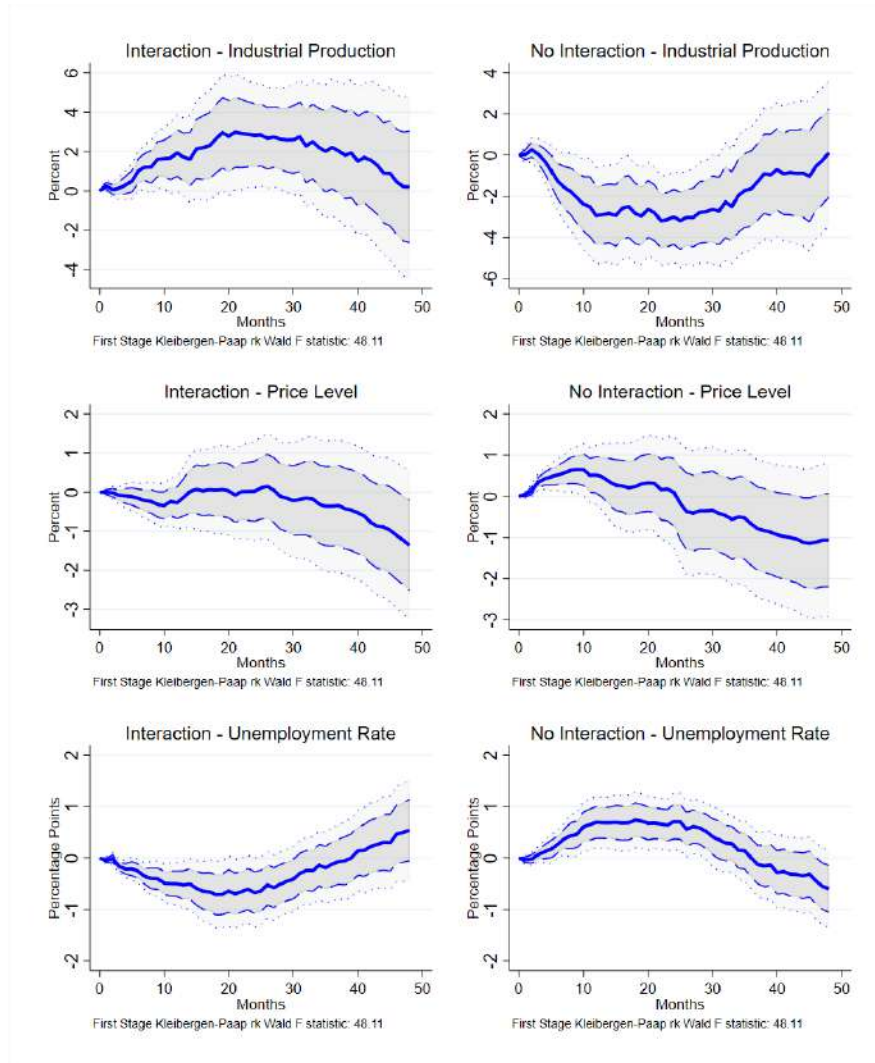 Interaction - Industrial Production
Percent
6
4
2
0
-2
-4
0 10 20 30 40 50
Months
First Stage Kleibergen-Paap rk Wald F statistic: 48.11
No Interaction - Industrial Production
Percent
4
2
0
-2
-4
-6
0 10 20 30 40 50
Months
First Stage Kleibergen-Paap rk Wald F statistic: 48.11
Interaction - Price Level
Percent
2
1
0
-1
-2
-3
0 10 20 30 40 50
Months
First Stage Kleibergen-Paap rk Wald F statistic: 48.11
No Interaction - Price Level
Percent
2
1
0
-1
-2
-3
0 10 20 30 40 50
Months
First Stage Kleibergen-Paap rk Wald F statistic: 48.11
Interaction - Unemployment Rate
Percentage Points
2
1
0
-1
-2
0 10 20 30 40 50
Months
First Stage Kleibergen-Paap rk Wald F statistic: 48.11
No Interaction - Unemployment Rate
Percentage Points
2
1
0
-1
-2
0 10 20 30 40 50
Months
First Stage Kleibergen-Paap rk Wald F statistic: 48.11